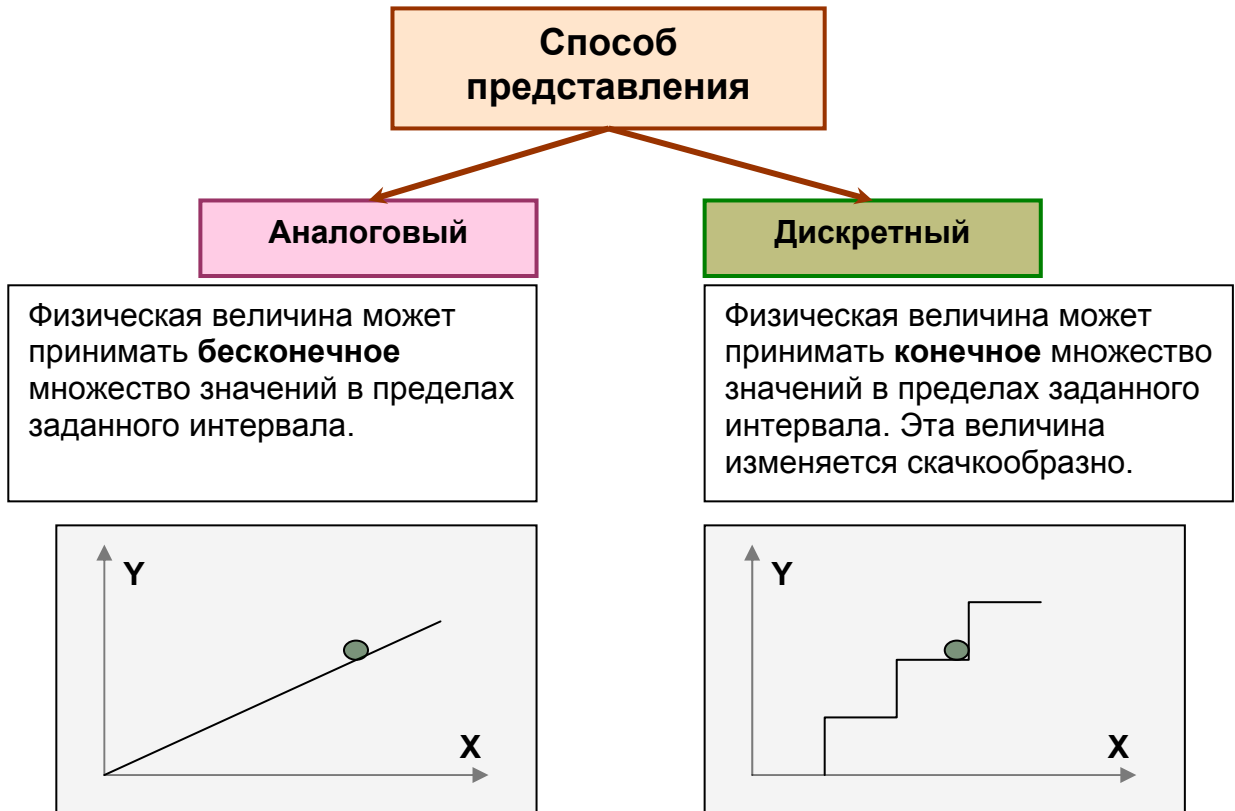 Способ
представления
Аналоговый
Дискретный
Физическая величина может
принимать бесконечное
множество значений в пределах
заданного интервала.
Физическая величина может
принимать конечное множество
значений в пределах заданного
интервала. Эта величина
изменяется скачкообразно.
Y
X
Y
X